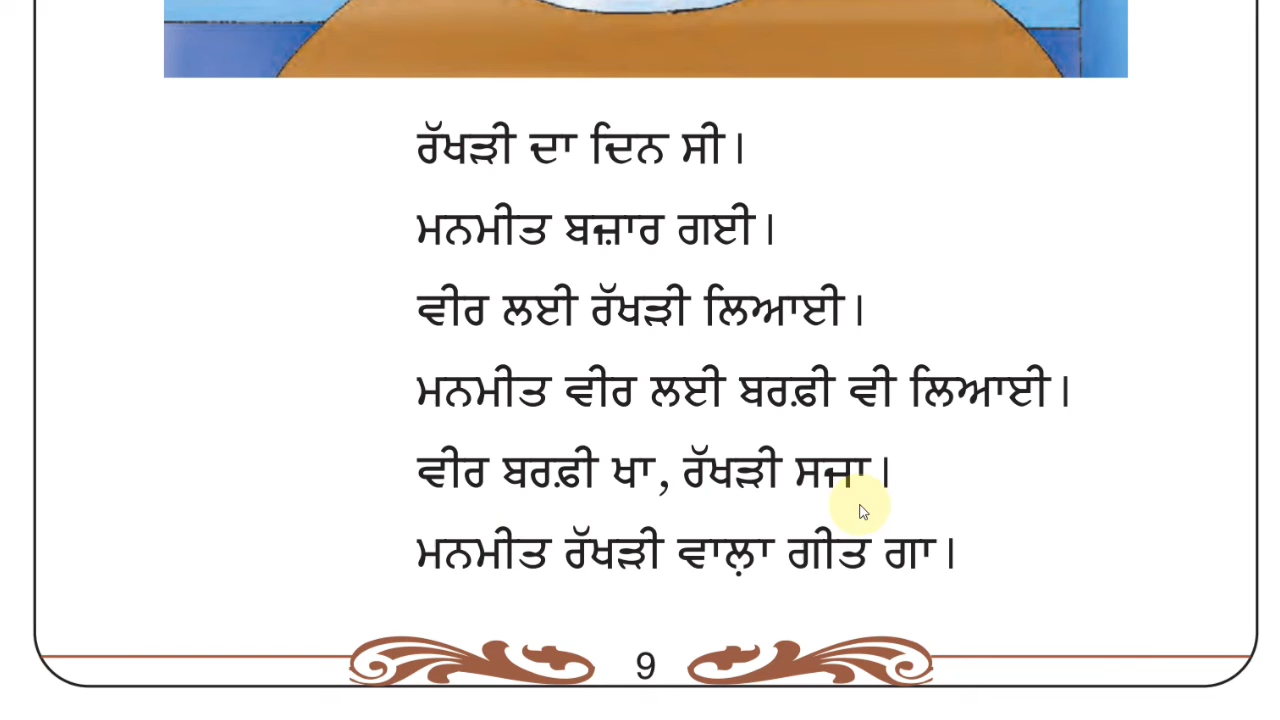 ਰੱਖੜੀ ਦਾ ਦਿਨ ਸੀ।
ਮਨਮੀਤ ਬਜ਼ਾਰ ਗਈ।
ਵੀਰ ਲਈ ਰੱਖੜੀ ਲਿਆਈ।
ਮਨਮੀਤ ਵੀਰ ਲਈ ਬਰਫ਼ੀ ਵੀ ਲਿਆਈ।
ਵੀਰ ਬਰਫ਼ੀ ਖਾ, ਰੱਖੜੀ ਸਜਾ।
ਮਨਮੀਤ ਰੱਖੜੀ ਵਾਲ਼ਾ ਗੀਤ ਗਾ।
9